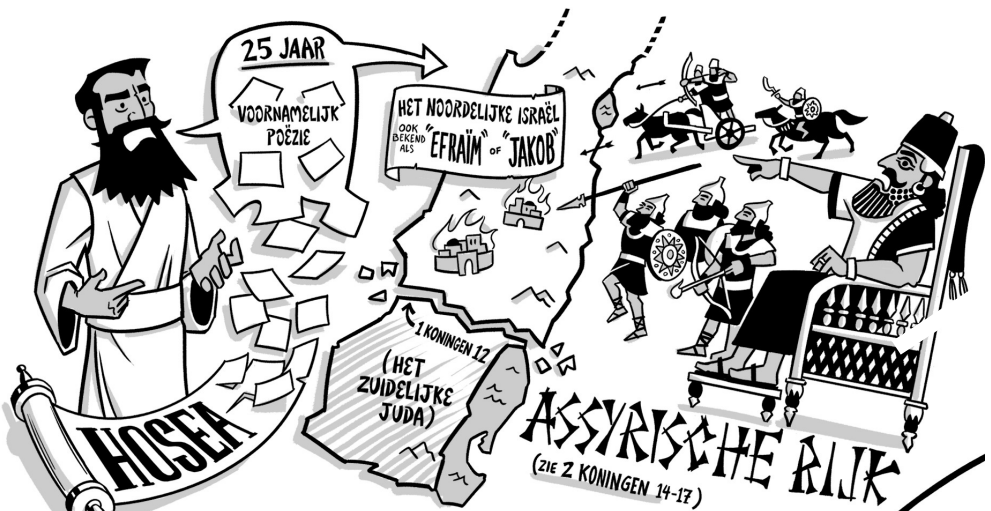 25 JAAR
VOORNAMELIJK
POËZIE
HET NOORDELIJKE ISRAËL
OOK
BEKEND
ALS
"EFRAÏM" OF "JAKOB"
1 KONINGEN 12
(HET
ZUIDELIJKE
JUDA)
HOSEA
ASSYRISCHE RIJK
(ZIE 2 KONINGEN 14-17)